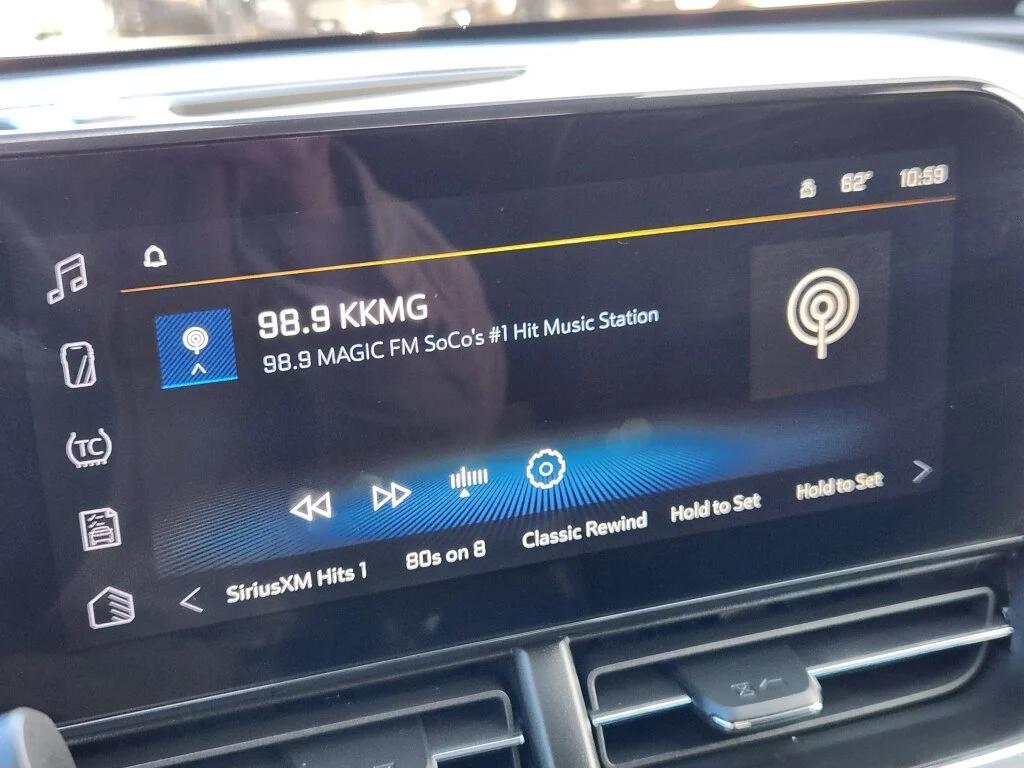 62° 10:59
98.9 KKMG
98.9 MAGIC FM SoCo's #1 Hit Music Station
TC
SiriusXM Hits 1 80s on 8 Classic Rewind Hold to Set Hold to Set